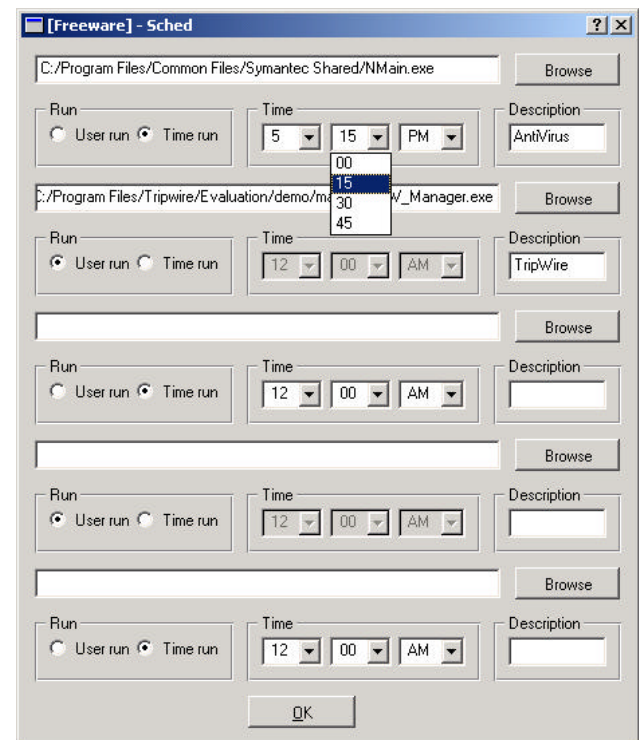 [Freeware] - Sched
C:/Program Files/Common Files/Symantec Shared/NMain.exe Browse
Run Time Description
User run Time run 5 15 PM AntiVirus
00
15
30
45
C:/Program Files/Tripwire/Evaluation/demo/ma W_Manager.exe Browse
Run Time Description
User run Time run 12 00 AM TripWire
Browse
Run Time Description
User run Time run 12 00 AM
Browse
Run Time Description
User run Time run 12 00 AM
Browse
Run Time Description
User run Time run 12 00 AM
OK